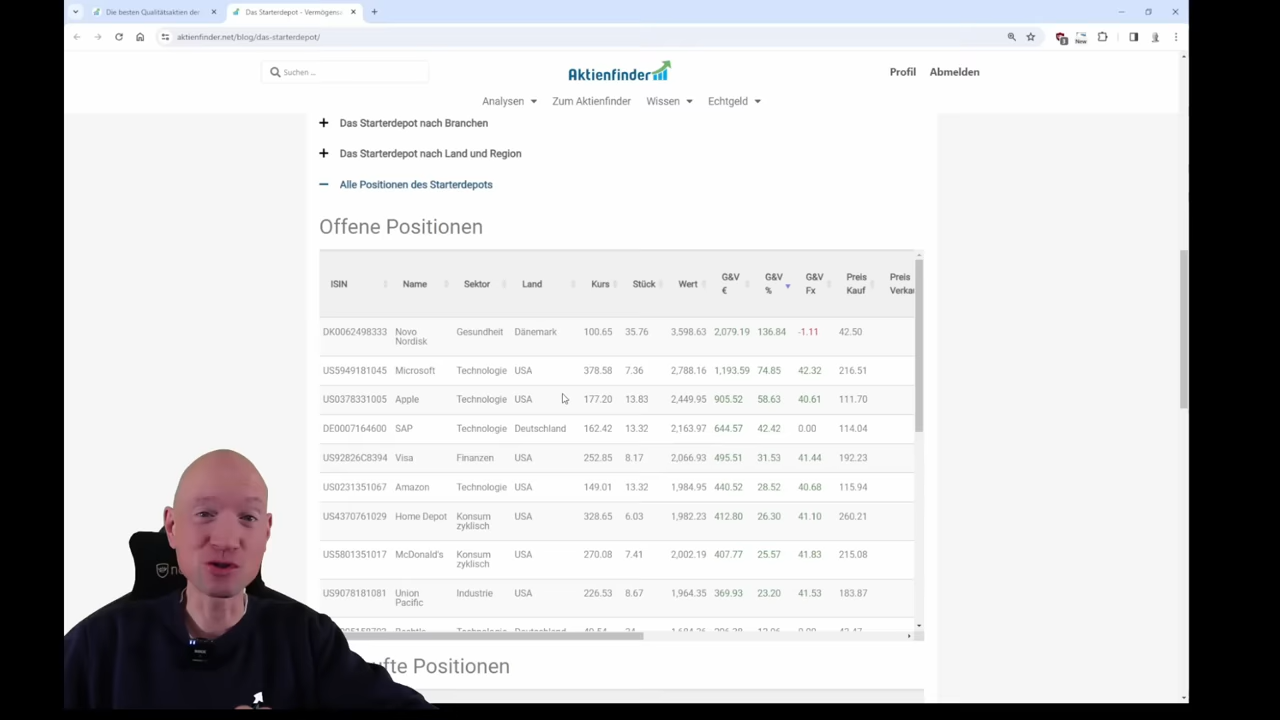 Die besten Qualitätsaktien der
Das Starterdepot - Vermögens
aktienfinder.net/blog/das-starterdepot/
New
Suchen ...
Aktienfinder
Profil Abmelden
Analysen Zum Aktienfinder Wissen Echtgeld
Das Starterdepot nach Branchen
Das Starterdepot nach Land und Region
Alle Positionen des Starterdepots
Offene Positionen
ISIN Name Sektor Land Kurs Stück Wert G&V € G&V % G&V Fx Preis Kauf Preis Verkau
DK0062498333 Novo Nordisk Gesundheit Dänemark 100.65 35.76 3,598.63 2,079.19 136.84 -1.11 42.50
US5949181045 Microsoft Technologie USA 378.58 7.36 2,788.16 1,193.59 74.85 42.32 216.51
US0378331005 Apple Technologie USA 177.20 13.83 2,449.95 905.52 58.63 40.61 111.70
DE0007164600 SAP Technologie Deutschland 162.42 13.32 2,163.97 644.57 42.42 0.00 114.04
US92826C8394 Visa Finanzen USA 252.85 8.17 2,066.93 495.51 31.53 41.44 192.23
US0231351067 Amazon Technologie USA 149.01 13.32 1,984.95 440.52 28.52 40.68 115.94
US4370761029 Home Depot Konsum zyklisch USA 328.65 6.03 1,982.23 412.80 26.30 41.10 260.21
US5801351017 McDonald's Konsum zyklisch USA 270.08 7.41 2,002.19 407.77 25.57 41.83 215.08
US9078181081 Union Pacific Industrie USA 226.53 8.67 1,964.35 369.93 23.20 41.53 183.87
Technologie Deutschland
ufte Positionen